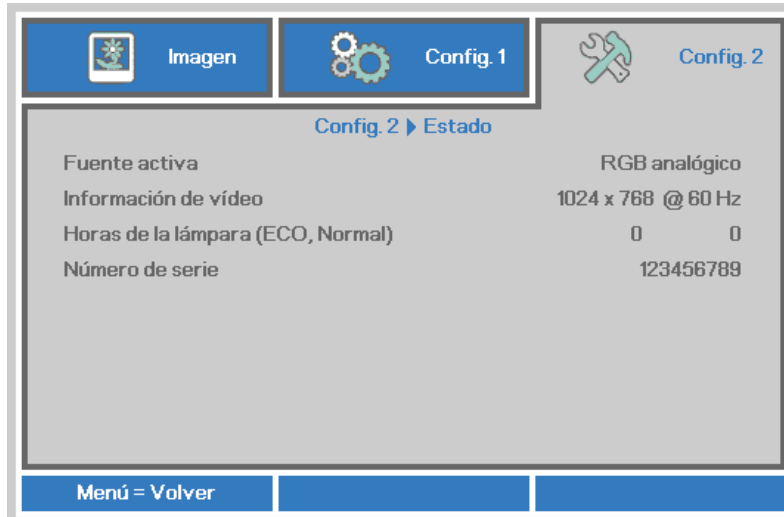 Imagen Config. 1 Config. 2
Config. 2 Estado
Fuente activa RGB analógico
Información de vídeo 1024 x 768 @ 60 Hz
Horas de la lámpara (ECO, Normal) 0 0
Número de serie 123456789
Menú = Volver